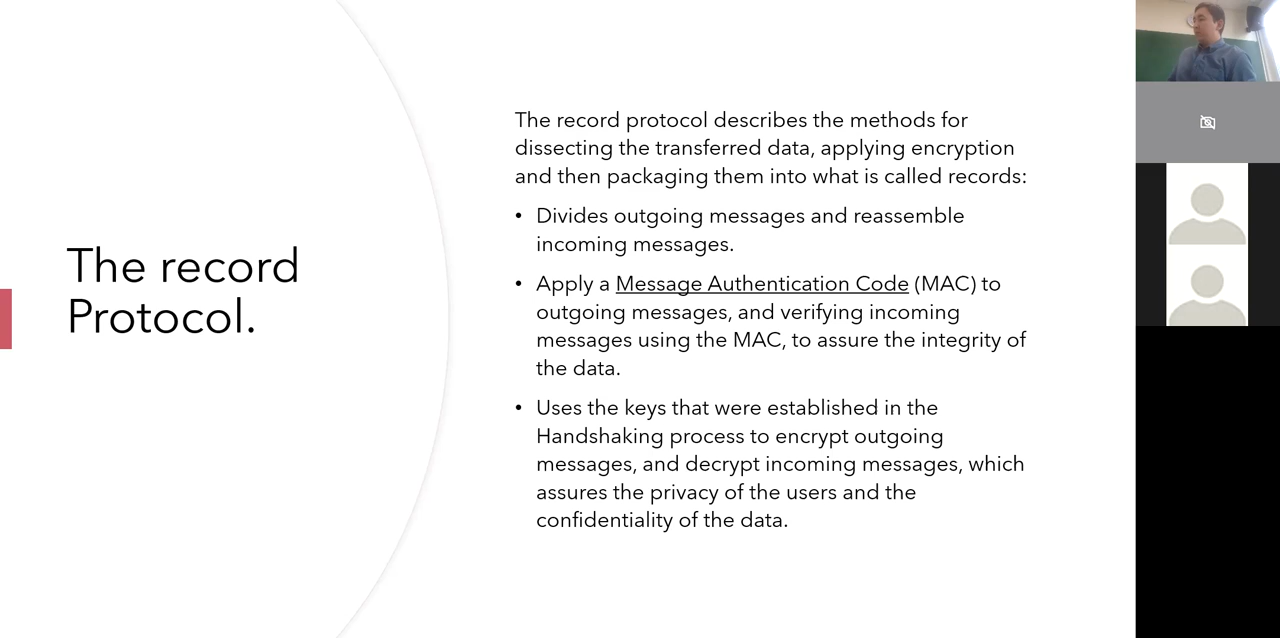 The record
Protocol.
The record protocol describes the methods for
dissecting the transferred data, applying encryption
and then packaging them into what is called records:
• Divides outgoing messages and reassemble
incoming messages.
• Apply a Message Authentication Code (MAC) to
outgoing messages, and verifying incoming
messages using the MAC, to assure the integrity of
the data.
• Uses the keys that were established in the
Handshaking process to encrypt outgoing
messages, and decrypt incoming messages, which
assures the privacy of the users and the
confidentiality of the data.